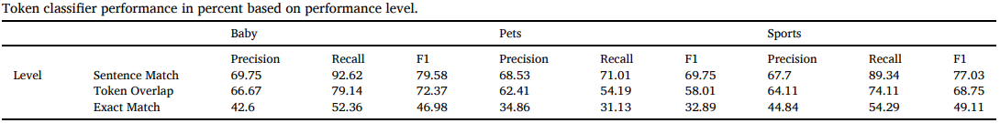 Token classifier performance in percent based on performance level.
Baby Pets Sports
Precision Recall F1 Precision Recall F1 Precision Recall F1
Level Sentence Match 69.75 92.62 79.58 68.53 71.01 69.75 67.7 89.34 77.03
Token Overlap 66.67 79.14 72.37 62.41 54.19 58.01 64.11 74.11 68.75
Exact Match 42.6 52.36 46.98 34.86 31.13 32.89 44.84 54.29 49.11